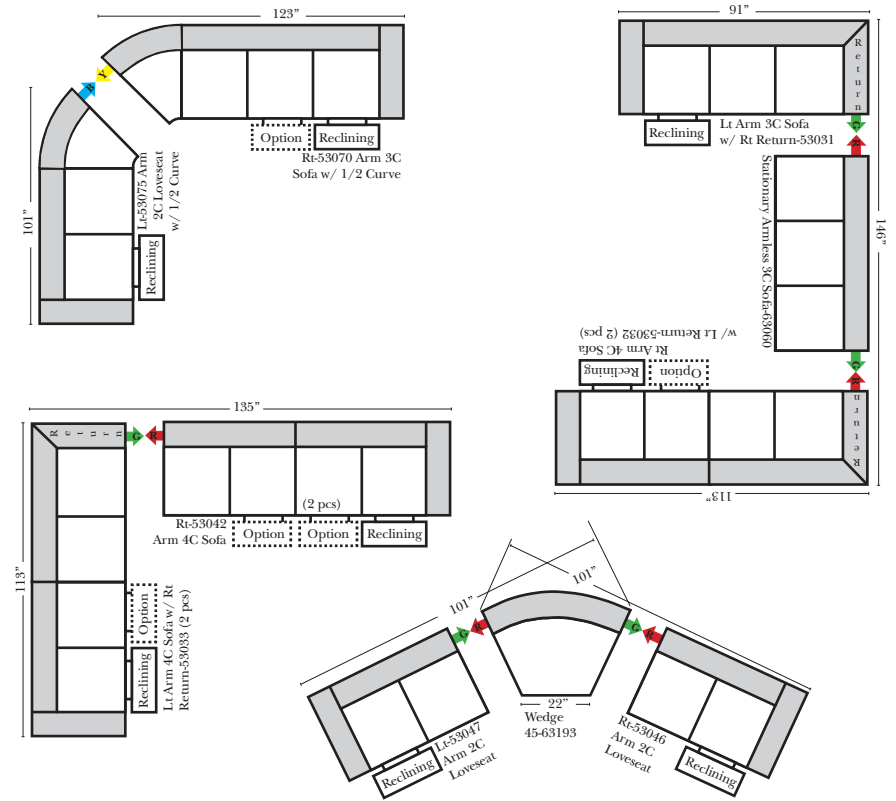 123”
B
Y
Option
Reclining
Rt-53070 Arm 3C
Sofa w/ 1/2 Curve
101”
Lt-53075 Arm
2C Loveseat
w/ 1/2 Curve
Reclining
91”
Return
Reclining
Lt Arm 3C Sofa
w/ Rt Return-53031
G
R
Stationary Armless 3C Sofa-63060
146”
G
R
Rt Arm 4C Sofa
w/ Lt Return-53032 (2 pcs)
Reclining
Option
Return
113”
135”
Return
G
R
(2 pcs)
Rt-53042
Arm 4C Sofa
Option
Option
Reclining
113”
Option
Reclining
Lt Arm 4C Sofa w/ Rt
Return-53033 (2 pcs)
101”
101”
G
R
G
R
22”
Wedge
45-63193
Lt-53047
Arm 2C
Loveseat
Reclining
Rt-53046
Arm 2C
Loveseat
Reclining